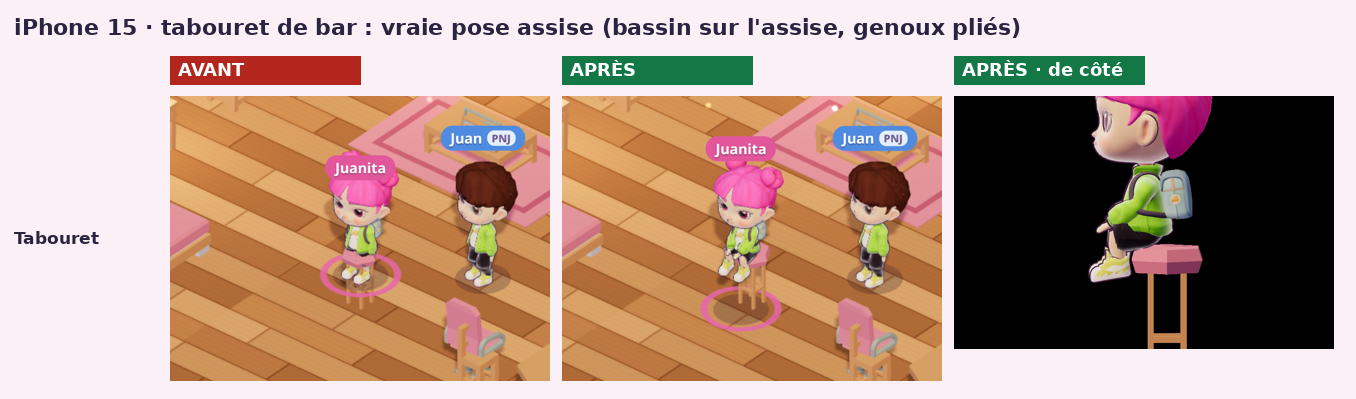 iPhone 15 · tabouret de bar : vraie pose assise (bassin sur l'assise, genoux pliés)
AVANT
APRÈS
APRÈS · de côté
Tabouret
Juanita
Juan PNJ
Juanita
Juan PNJ